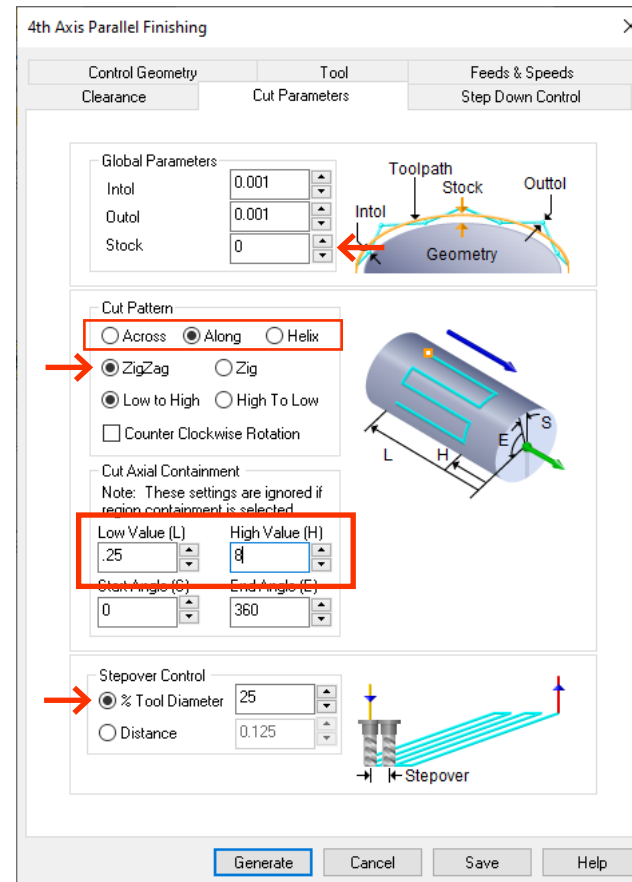 4th Axis Parallel Finishing
Control Geometry Tool Feeds & Speeds
Clearance Cut Parameters Step Down Control
Global Parameters
Intol 0.001
Outol 0.001
Stock 0
Toolpath
Stock
Outtol
Intol
Geometry
Cut Pattern
Across Along Helix
ZigZag Zig
Low to High High To Low
Counter Clockwise Rotation
L H E S
Cut Axial Containment
Note: These settings are ignored if
region containment is selected
Low Value (L) High Value (H)
.25 8
Start Angle (S) End Angle (E)
0 360
Stepover Control
% Tool Diameter 25
Distance 0.125
Stepover
Generate Cancel Save Help